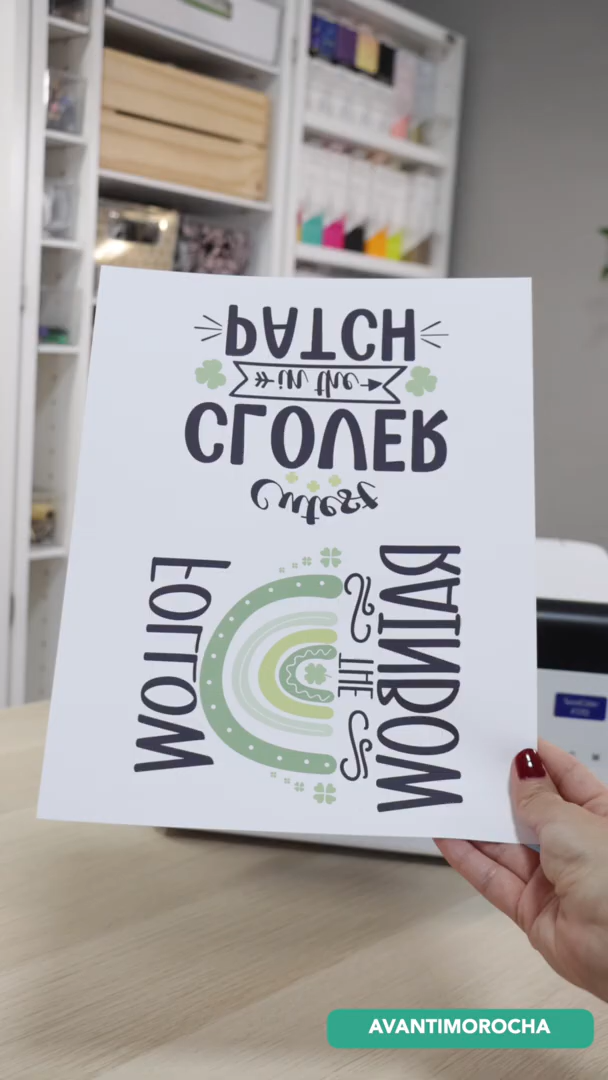 Cutest
CLOVER
in the
PATCH
FOLLOW
THE
RAINBOW
AVANTIMOROCHA